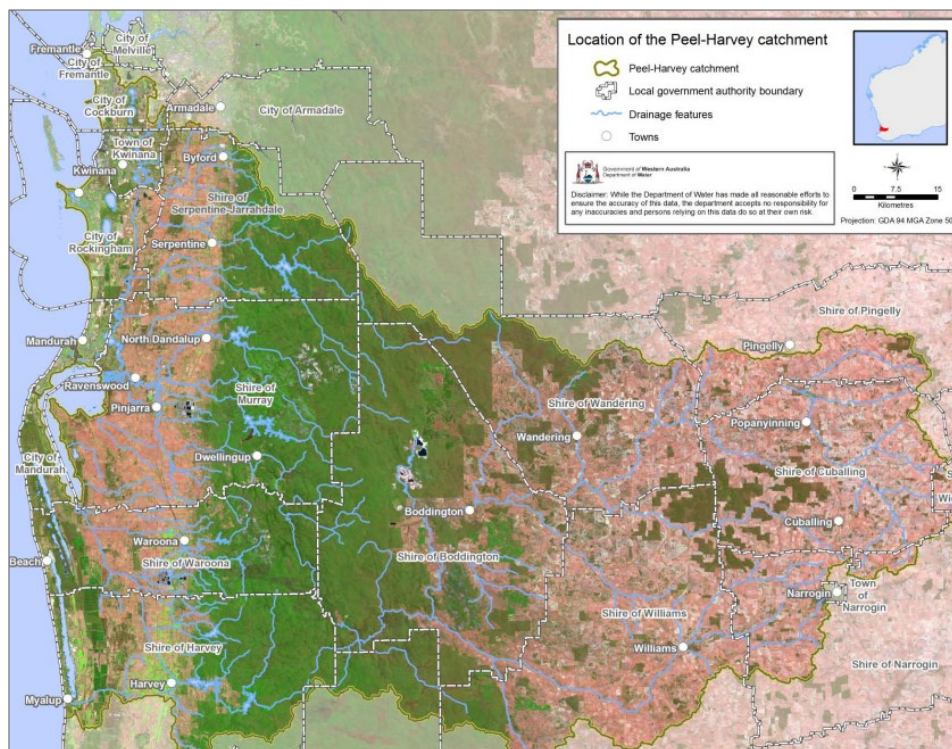 Location of the Peel-Harvey catchment
Peel-Harvey catchment
Local government authority boundary
Drainage features
Towns
Government of Western Australia
Department of Water
Disclaimer: While the Department of Water has made all reasonable efforts to
ensure the accuracy of this data, the department accepts no responsibility for
any inaccuracies and persons relying on this data do so at their own risk.
0 7.5 15
Kilometres
Projection: GDA 94 MGA Zone 50
Fremantle
City of
Melville
City of
Fremantle
City of
Cockburn
Armadale
City of Armadale
Town of
Kwinana
Kwinana
Byford
Shire of
Serpentine-Jarrahdale
City of
Rockingham
Serpentine
Mandurah
North Dandalup
Ravenswood
Pinjarra
Shire of
Murray
City of
Mandurah
Dwellingup
Shire of Pingelly
Pingelly
Shire of Wandering
Wandering
Popanyinning
Shire of Cuballing
Cuballing
Boddington
Shire of Boddington
Waroona
Shire of Waroona
Beach
Narrogin
Town
of
Narrogin
Shire of Williams
Williams
Shire of Narrogin
Shire of Harvey
Harvey
Myalup